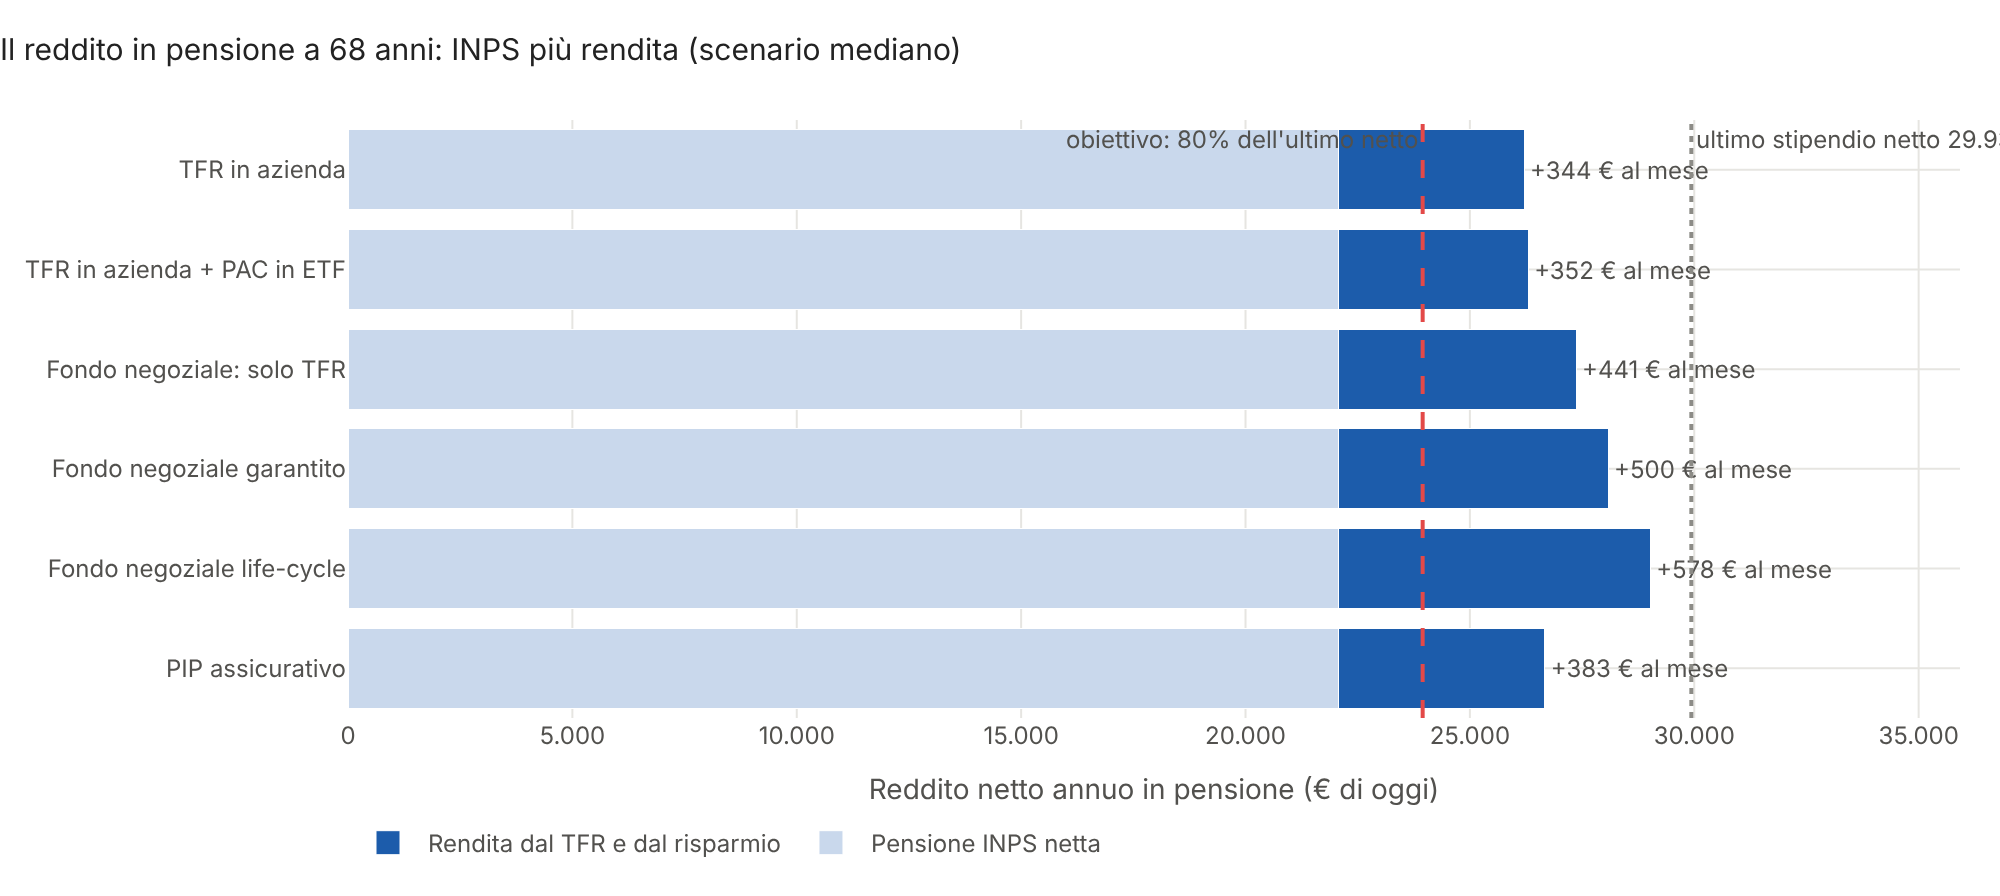 Il reddito in pensione a 68 anni: INPS più rendita (scenario mediano)
obiettivo: 80% dell'ultimo netto
ultimo stipendio netto 29.9
TFR in azienda
+344 € al mese
TFR in azienda + PAC in ETF
+352 € al mese
Fondo negoziale: solo TFR
+441 € al mese
Fondo negoziale garantito
+500 € al mese
Fondo negoziale life-cycle
+578 € al mese
PIP assicurativo
+383 € al mese
0 5.000 10.000 15.000 20.000 25.000 30.000 35.000
Reddito netto annuo in pensione (€ di oggi)
Rendita dal TFR e dal risparmio
Pensione INPS netta